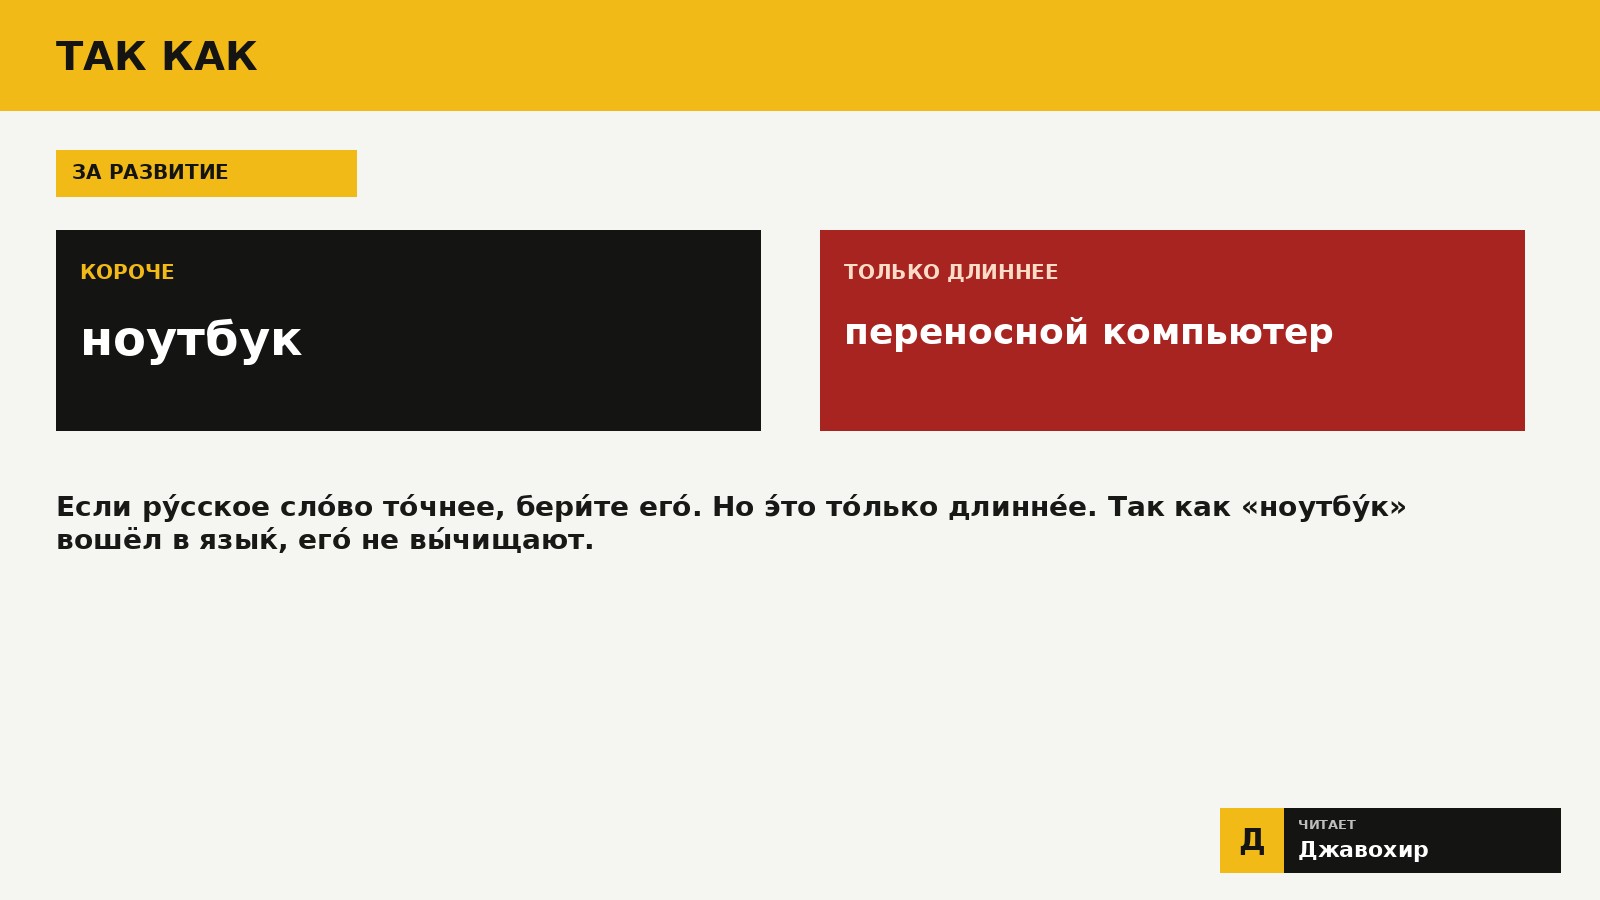 ТАК КАК
ЗА РАЗВИТИЕ
КОРОЧЕ
ноутбук
ТОЛЬКО ДЛИННЕЕ
переносной компьютер
Если ру́сское сло́во то́чнее, бери́те его́. Но э́то то́лько длинне́е. Так как «ноутбу́к»
вошёл в язы́к, его́ не вы́чищают.
ЧИТАЕТ
Д
Джавохир